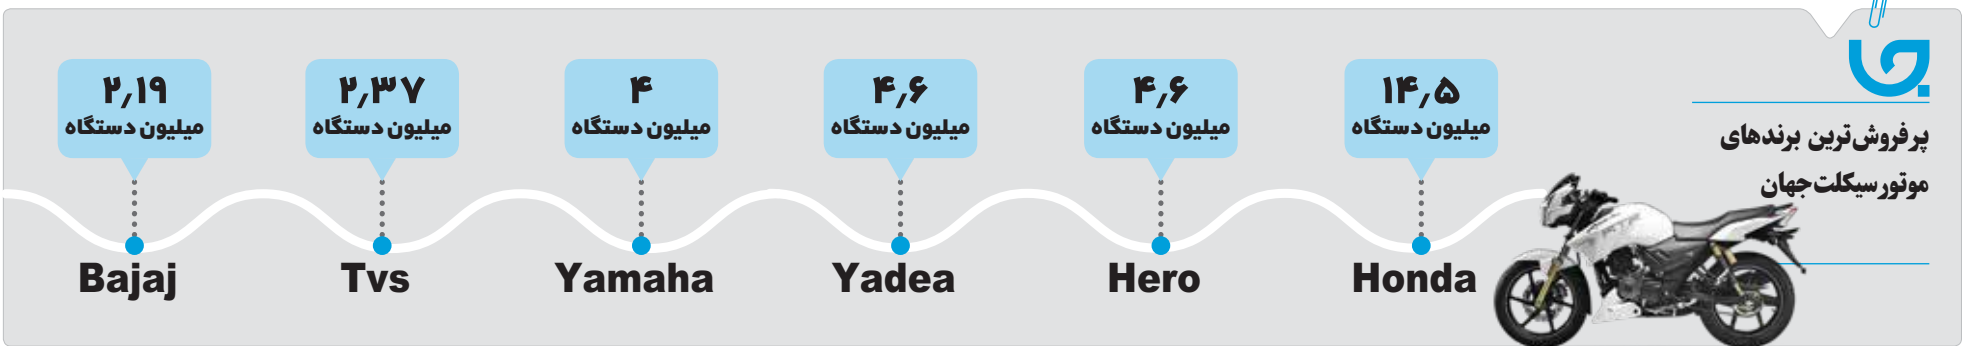 پرفروش‌ترین برندهای
موتورسیکلت‌جهان
۱۴٫۵
میلیون دستگاه
Honda
۴٫۶
میلیون دستگاه
Hero
۴٫۶
میلیون دستگاه
Yadea
۴
میلیون دستگاه
Yamaha
۲٫۳۷
میلیون دستگاه
Tvs
۲٫۱۹
میلیون دستگاه
Bajaj